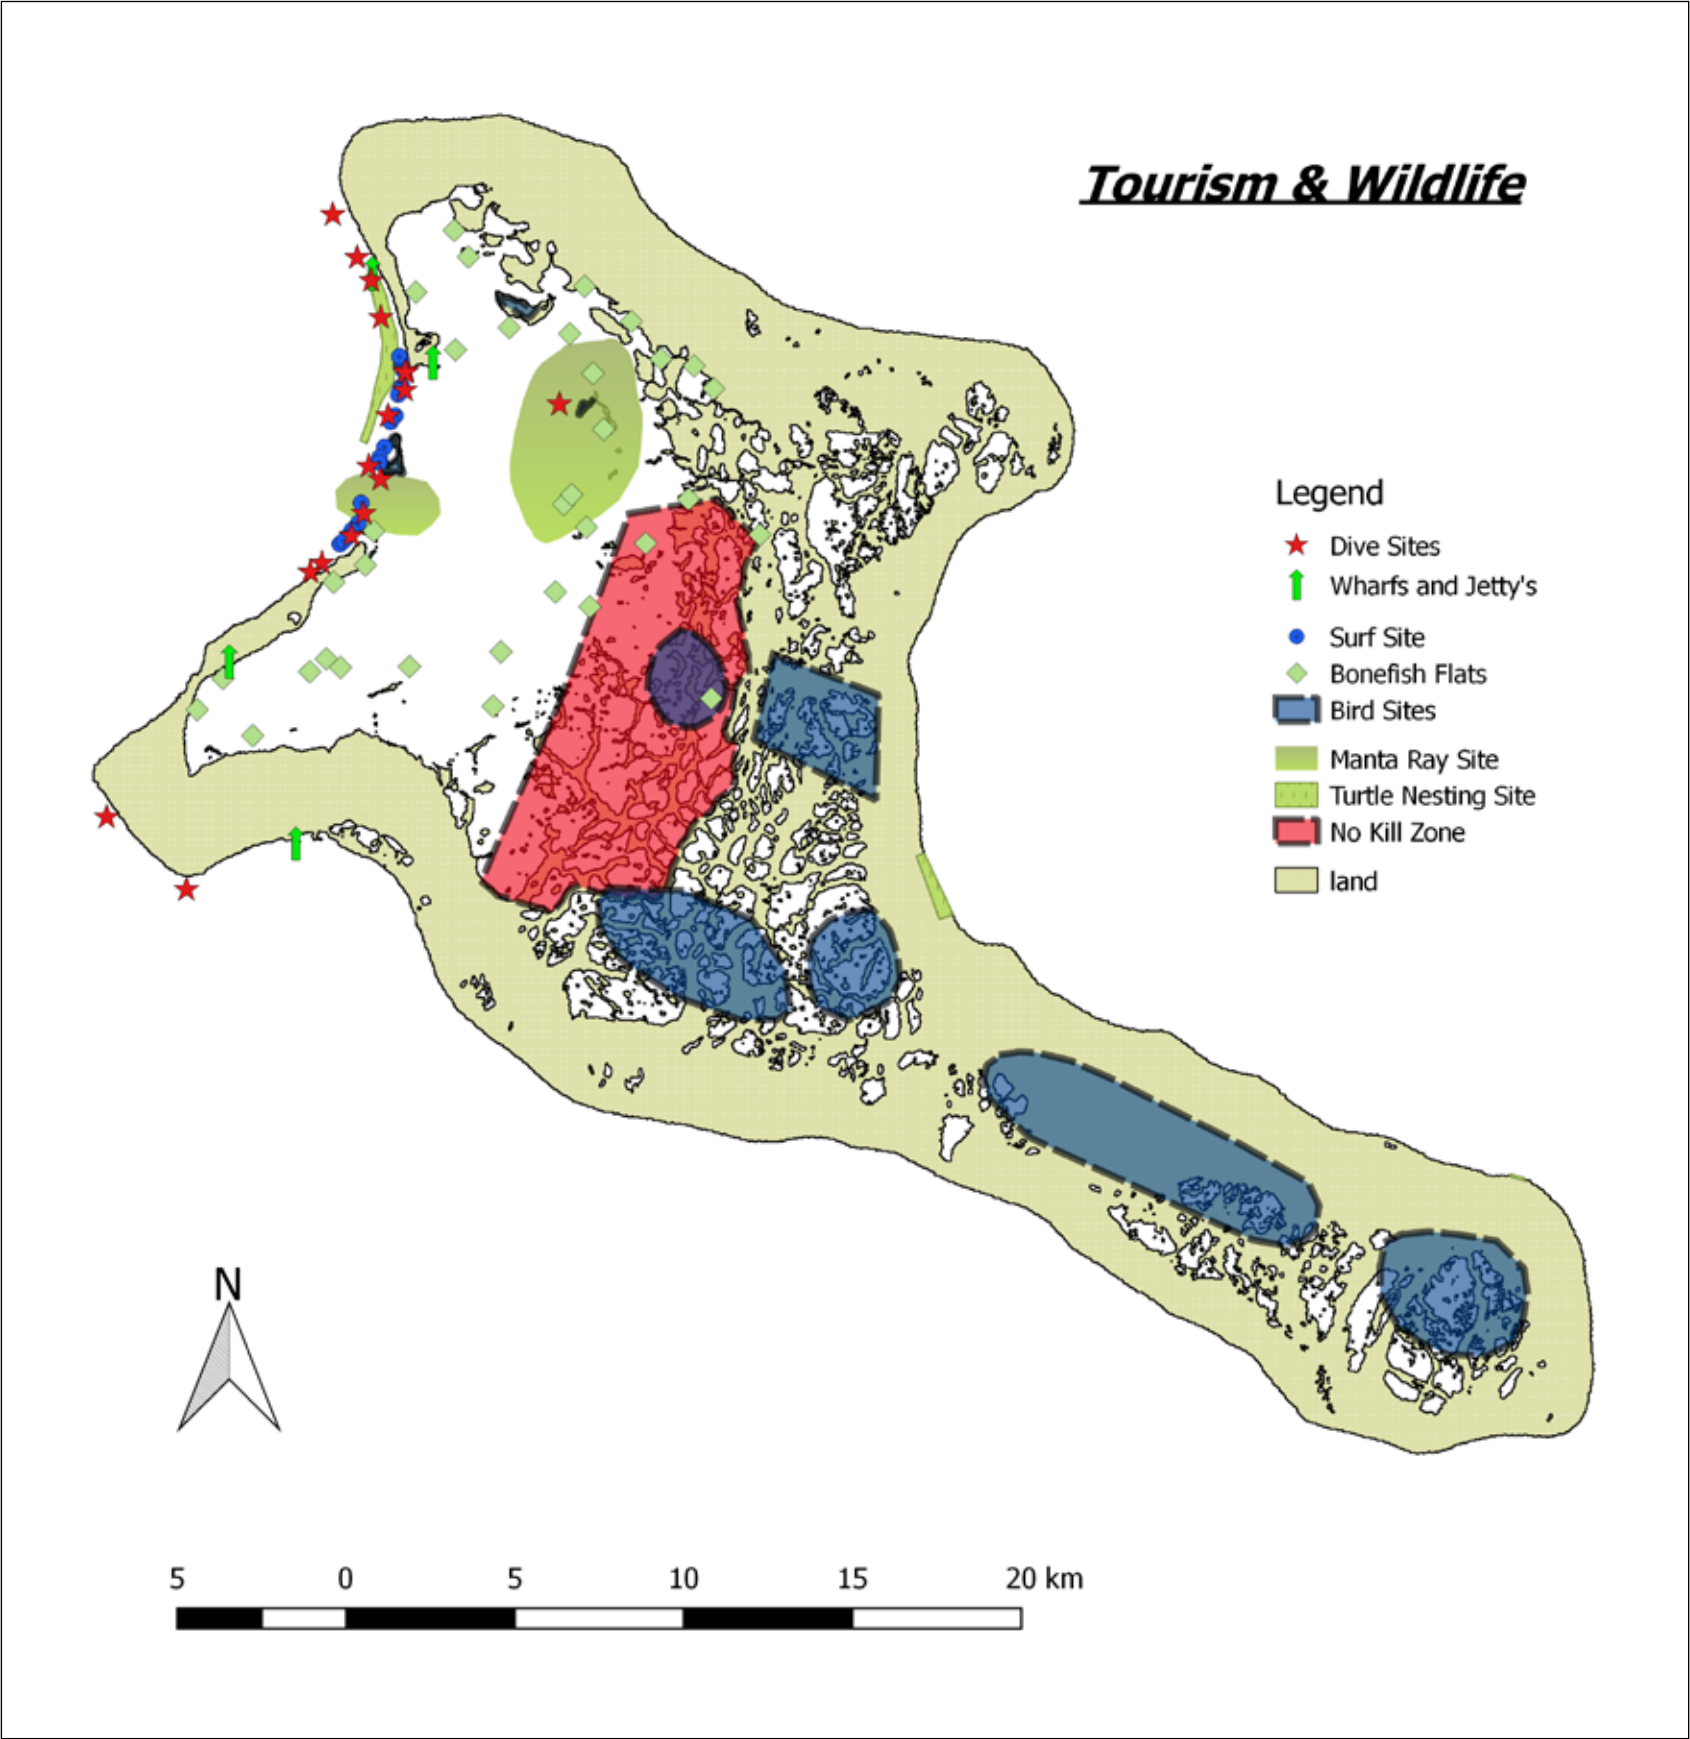 Tourism & Wildlife
Legend
Dive Sites
Wharfs and Jetty's
Surf Site
Bonefish Flats
Bird Sites
Manta Ray Site
Turtle Nesting Site
No Kill Zone
land
N
5 0 5 10 15 20 km